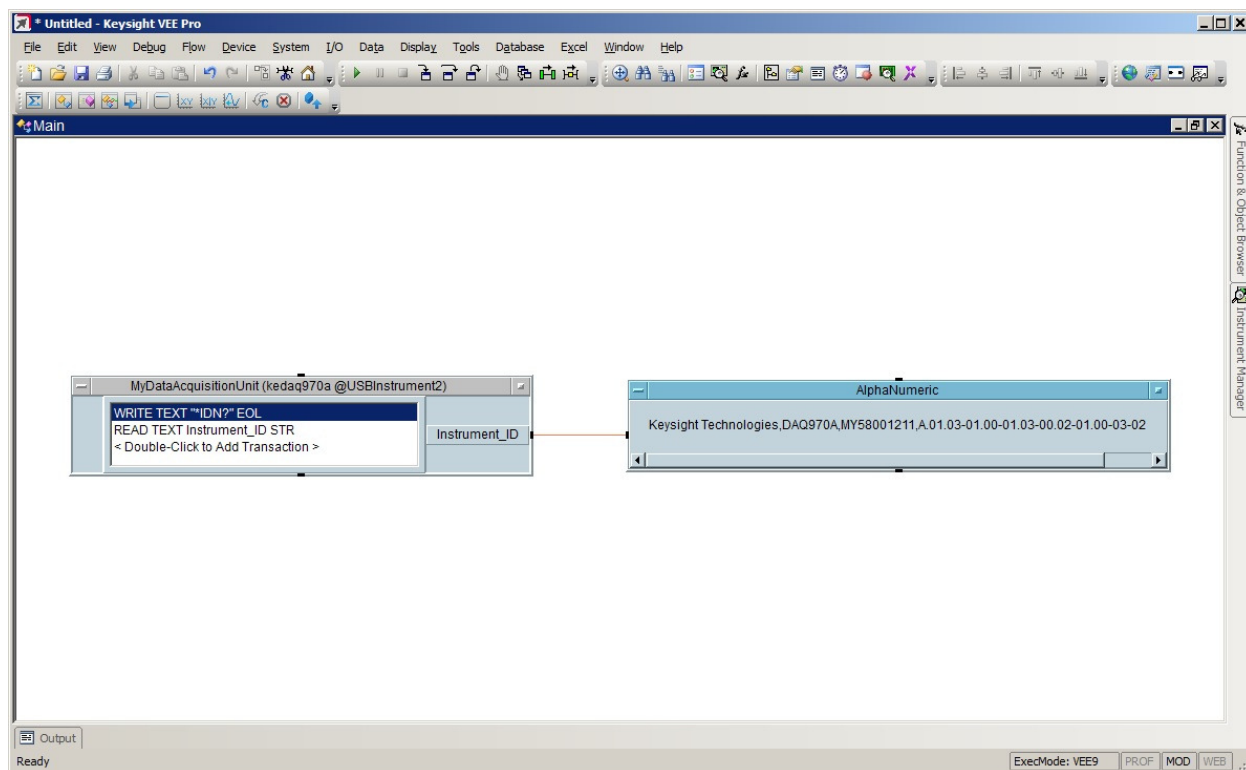 * Untitled - Keysight VEE Pro
File Edit View Debug Flow Device System I/O Data Display Tools Database Excel Window Help
Main
Function & Object Browser
Instrument Manager
MyDataAcquisitionUnit (kedaq970a @USBInstrument2)
WRITE TEXT "*IDN?" EOL
READ TEXT Instrument_ID STR
< Double-Click to Add Transaction >
Instrument_ID
AlphaNumeric
Keysight Technologies,DAQ970A,MY58001211,A.01.03-01.00-01.03-00.02-01.00-03-02
Output
Ready
ExecMode: VEE9 PROF MOD WEB